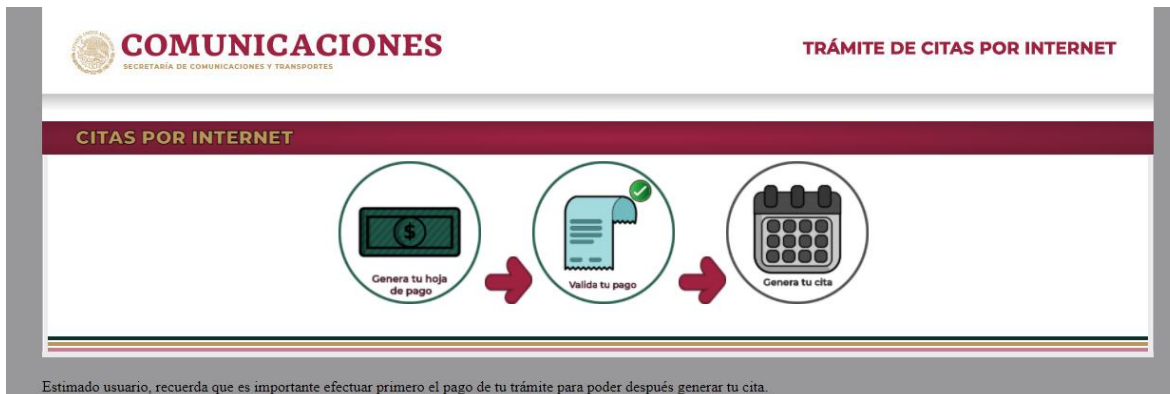 COMUNICACIONES
SECRETARÍA DE COMUNICACIONES Y TRANSPORTES
TRÁMITE DE CITAS POR INTERNET
CITAS POR INTERNET
$
Genera tu hoja
de pago
Valida tu pago
Genera tu cita
Estimado usuario, recuerda que es importante efectuar primero el pago de tu trámite para poder después generar tu cita.